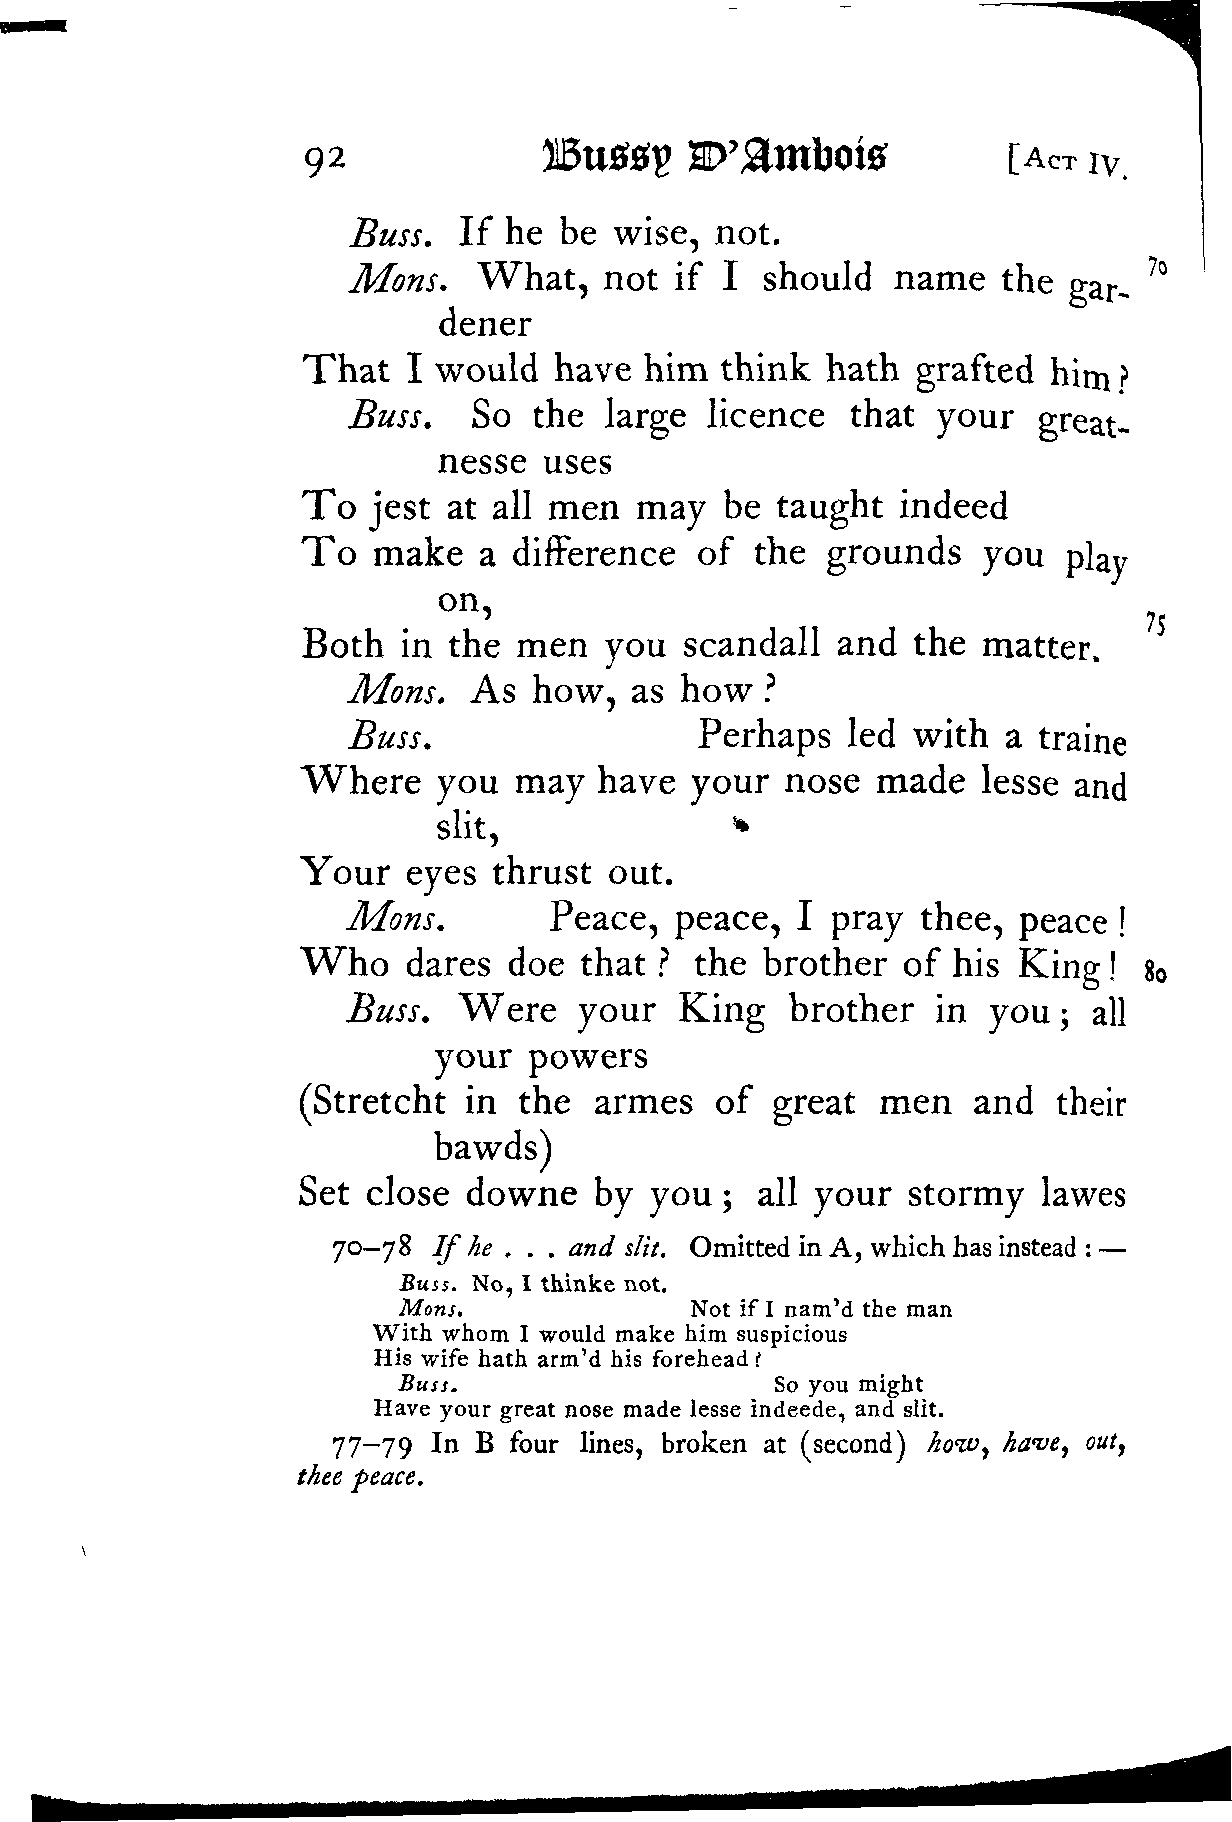 92 Bussy D'Ambois [ACT IV.
Buss. If he be wise, not.
Mons. What, not if I should name the gar- 70
dener
That I would have him think hath grafted him?
Buss. So the large licence that your great-
nesse uses
To jest at all men may be taught indeed
To make a difference of the grounds you play
on,
Both in the men you scandall and the matter. 75
Mons. As how, as how?
Buss. Perhaps led with a traine
Where you may have your nose made lesse and
slit,
Your eyes thrust out.
Mons. Peace, peace, I pray thee, peace!
Who dares doe that? the brother of his King! 80
Buss. Were your King brother in you; all
your powers
(Stretcht in the armes of great men and their
bawds)
Set close downe by you; all your stormy lawes
70–78 If he . . . and slit. Omitted in A, which has instead:—
Buss. No, I thinke not.
Mons. Not if I nam'd the man
With whom I would make him suspicious
His wife hath arm'd his forehead?
Buss. So you might
Have your great nose made lesse indeede, and slit.
77–79 In B four lines, broken at (second) how, have, out,
thee peace.